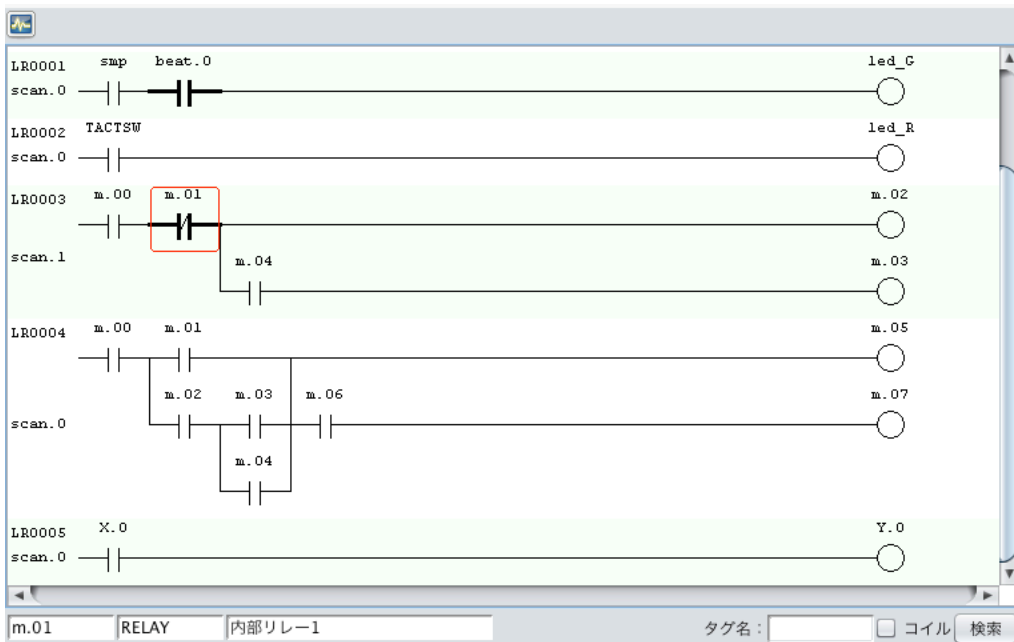 smp beat.0 led_G
LR0001
scan.0
TACTSW led_R
LR0002
scan.0
m.00 m.01 m.02
LR0003
scan.1 m.04 m.03
m.00 m.01 m.05
LR0004
m.02 m.03 m.06 m.07
scan.0
m.04
X.0 Y.0
LR0005
scan.0
m.01 RELAY 内部リレー1 タグ名: コイル 検索